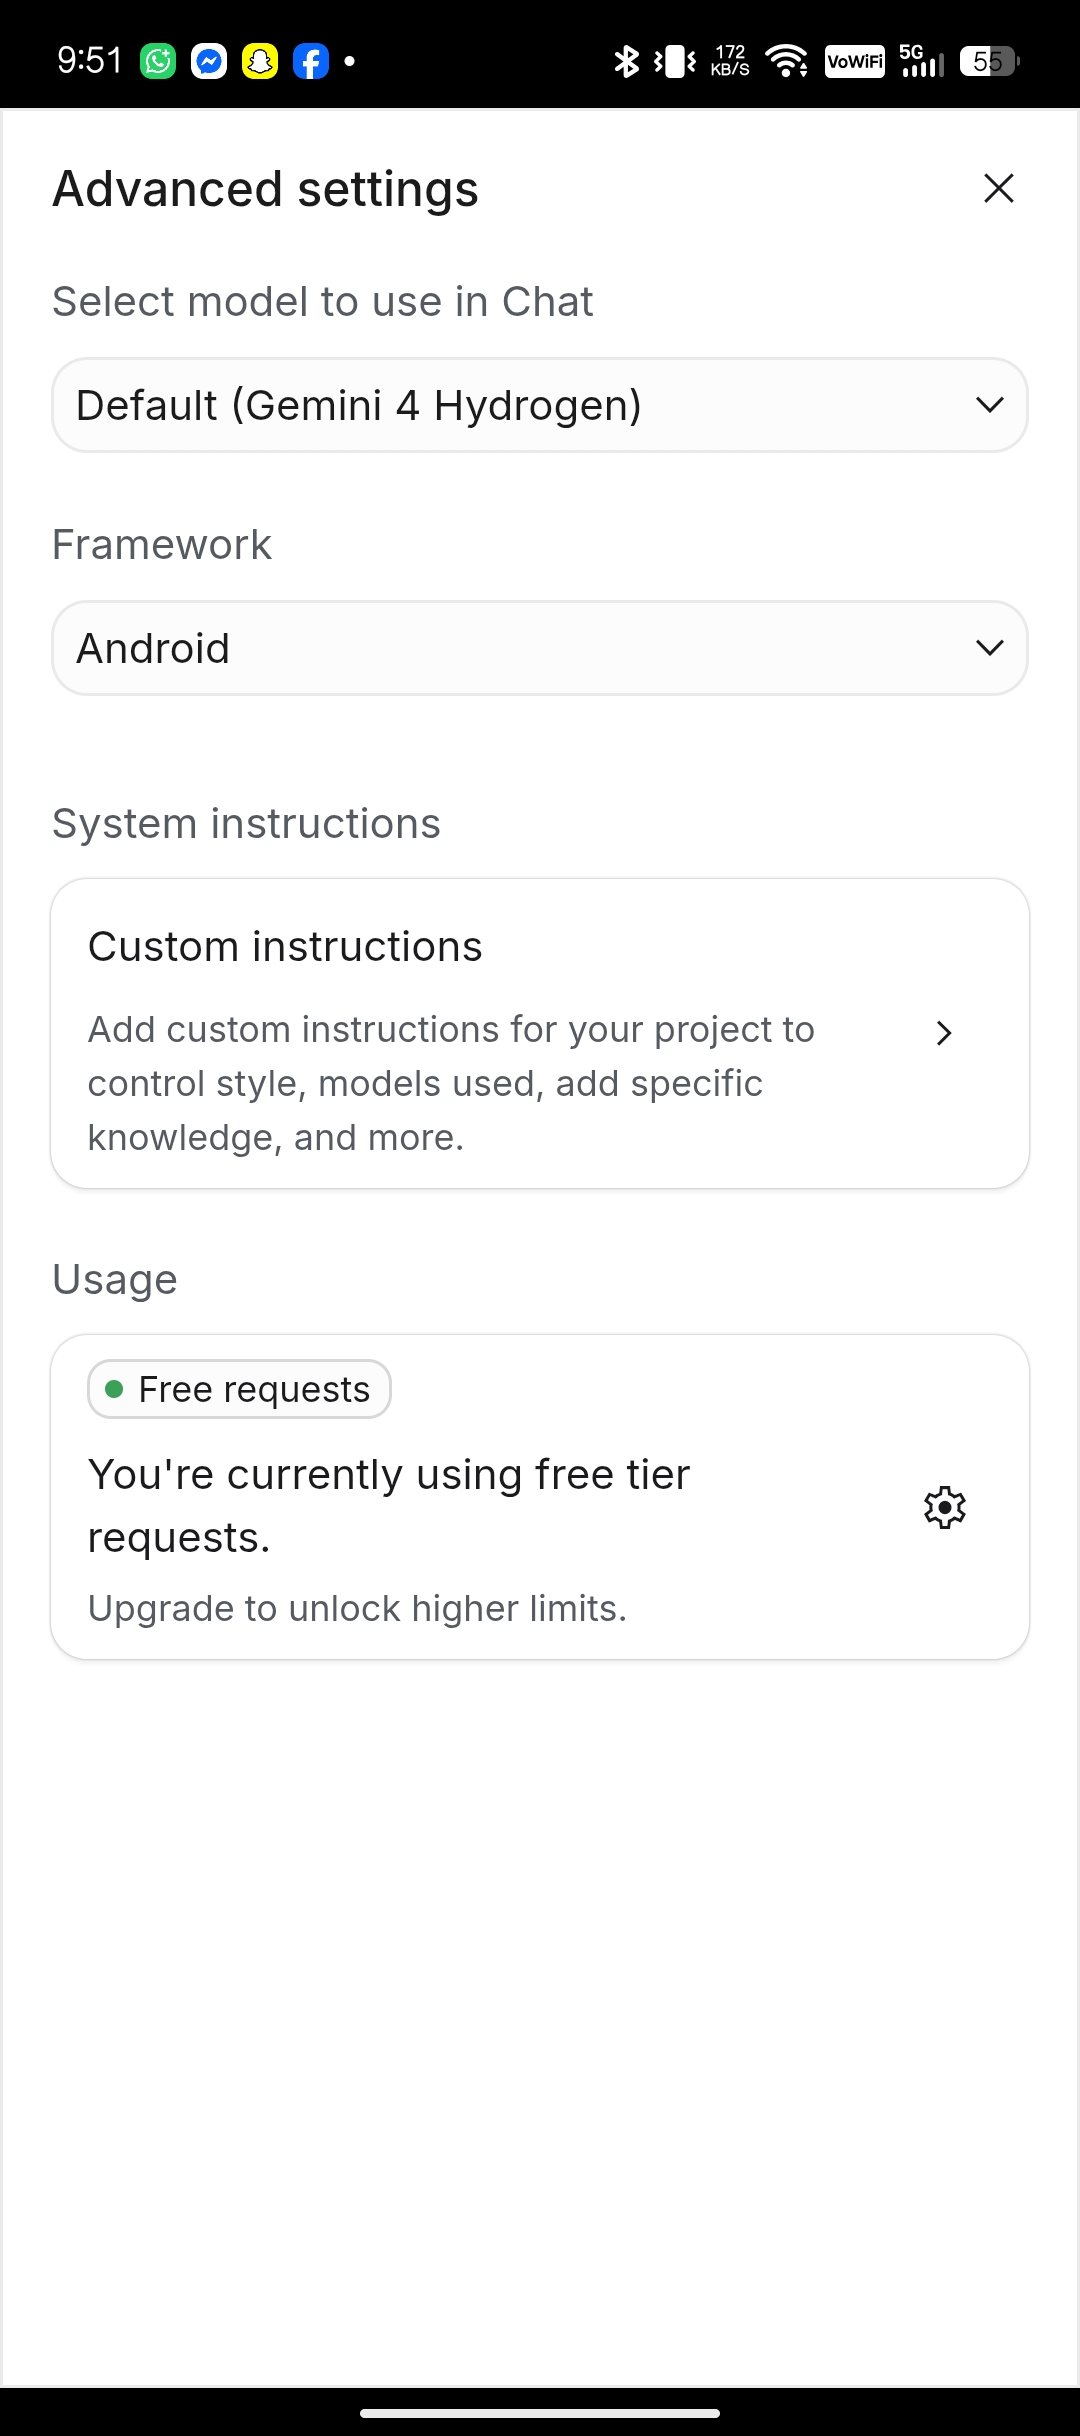 9:51
172
KB/S
VoWiFi
5G
55
Advanced settings
Select model to use in Chat
Default (Gemini 4 Hydrogen)
Framework
Android
System instructions
Custom instructions
Add custom instructions for your project to
control style, models used, add specific
knowledge, and more.
Usage
Free requests
You're currently using free tier
requests.
Upgrade to unlock higher limits.